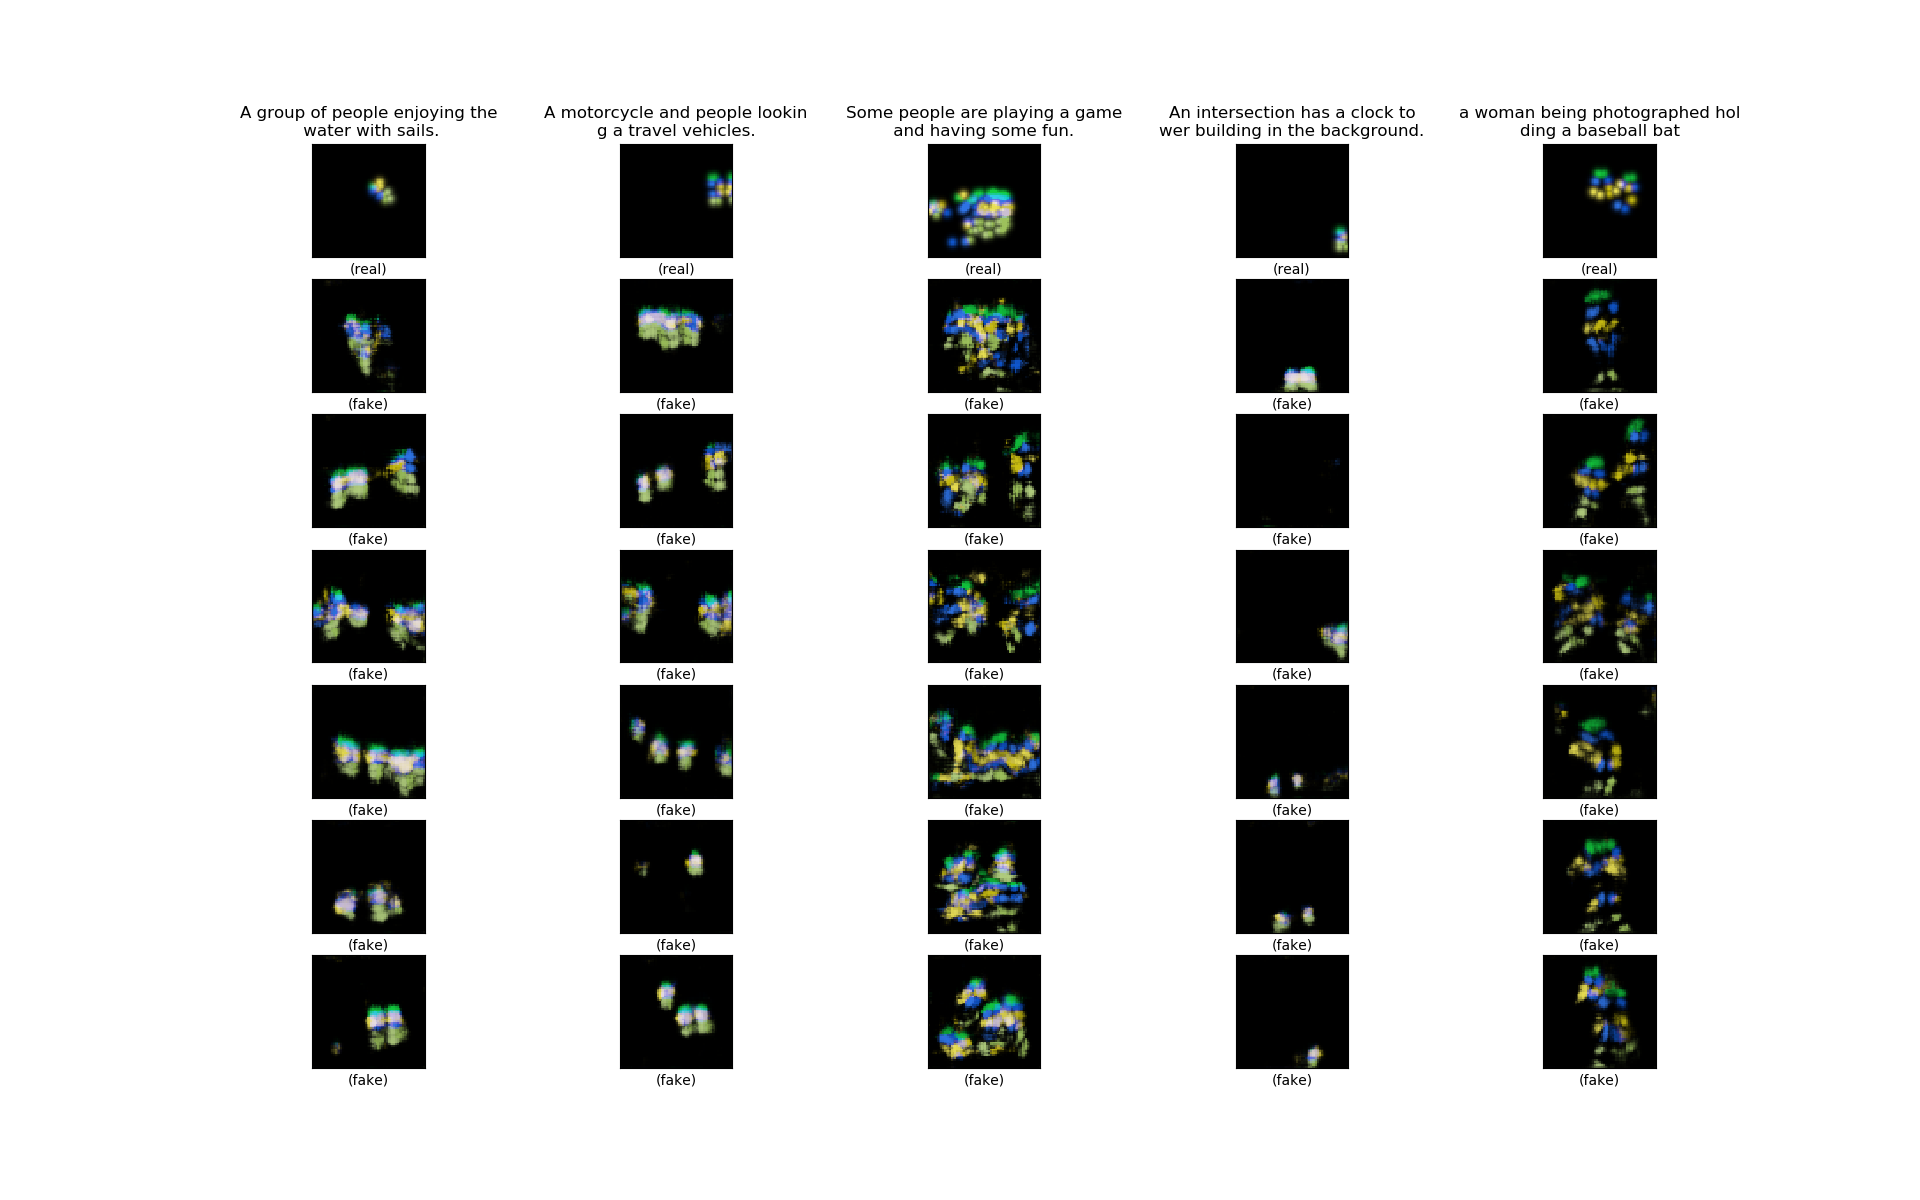 A group of people enjoying the
water with sails.
A motorcycle and people lookin
g a travel vehicles.
Some people are playing a game
and having some fun.
An intersection has a clock to
wer building in the background.
a woman being photographed hol
ding a baseball bat
(real) (real) (real) (real) (real)
(fake) (fake) (fake) (fake) (fake)
(fake) (fake) (fake) (fake) (fake)
(fake) (fake) (fake) (fake) (fake)
(fake) (fake) (fake) (fake) (fake)
(fake) (fake) (fake) (fake) (fake)
(fake) (fake) (fake) (fake) (fake)